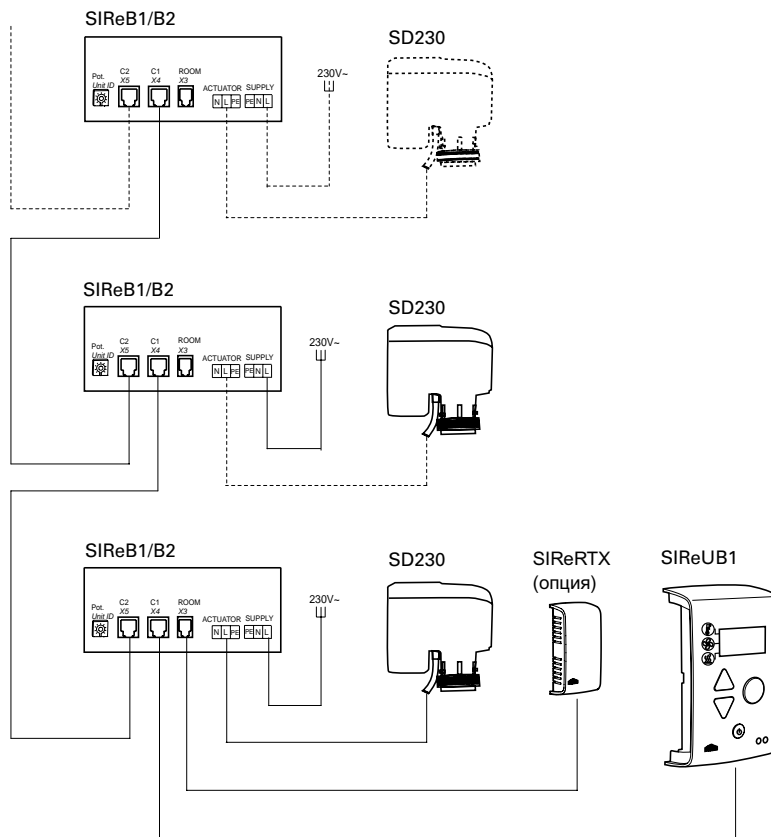 SIReB1/B2
SD230
230V~
Pot.
Unit ID
C2
X5
C1
X4
ROOM
X3
ACTUATOR SUPPLY
N L PE PE N L
SIReB1/B2
SD230
230V~
Pot.
Unit ID
C2
X5
C1
X4
ROOM
X3
ACTUATOR SUPPLY
N L PE PE N L
SIReB1/B2
SD230
SIReRTX
(опция)
SIReUB1
230V~
Pot.
Unit ID
C2
X5
C1
X4
ROOM
X3
ACTUATOR SUPPLY
N L PE PE N L